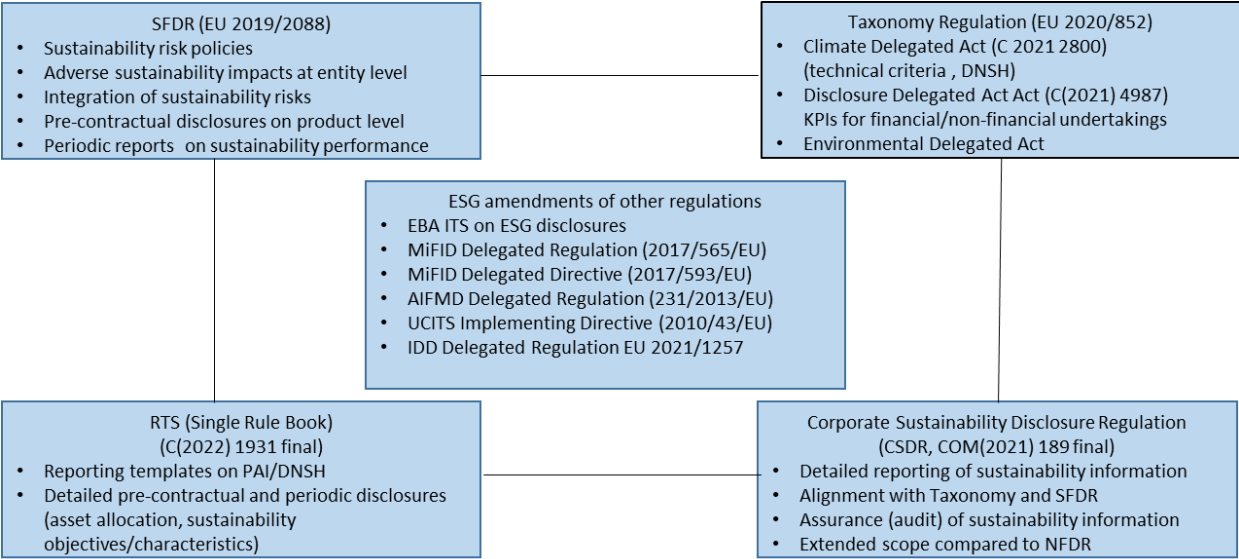 SFDR (EU 2019/2088)
• Sustainability risk policies
• Adverse sustainability impacts at entity level
• Integration of sustainability risks
• Pre-contractual disclosures on product level
• Periodic reports on sustainability performance
Taxonomy Regulation (EU 2020/852)
• Climate Delegated Act (C 2021 2800)
(technical criteria , DNSH)
• Disclosure Delegated Act Act (C(2021) 4987)
KPIs for financial/non-financial undertakings
• Environmental Delegated Act
ESG amendments of other regulations
• EBA ITS on ESG disclosures
• MiFID Delegated Regulation (2017/565/EU)
• MiFID Delegated Directive (2017/593/EU)
• AIFMD Delegated Regulation (231/2013/EU)
• UCITS Implementing Directive (2010/43/EU)
• IDD Delegated Regulation EU 2021/1257
RTS (Single Rule Book)
(C(2022) 1931 final)
• Reporting templates on PAI/DNSH
• Detailed pre-contractual and periodic disclosures
(asset allocation, sustainability
objectives/characteristics)
Corporate Sustainability Disclosure Regulation
(CSDR, COM(2021) 189 final)
• Detailed reporting of sustainability information
• Alignment with Taxonomy and SFDR
• Assurance (audit) of sustainability information
• Extended scope compared to NFDR